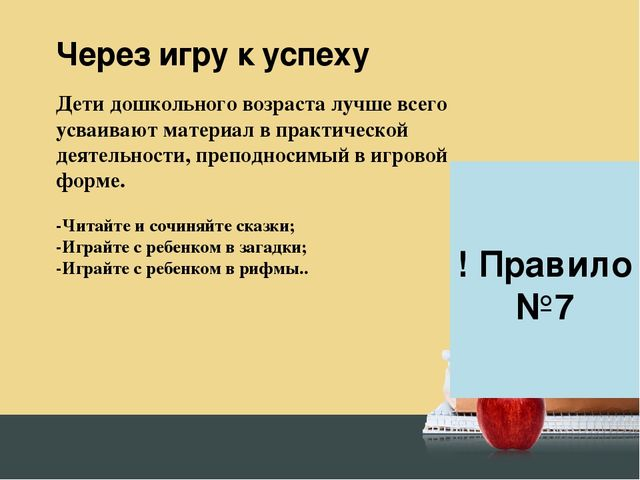 Через игру к успеху
Дети дошкольного возраста лучше всего
усваивают материал в практической
деятельности, преподносимый в игровой
форме.
-Читайте и сочиняйте сказки;
-Играйте с ребенком в загадки;
-Играйте с ребенком в рифмы..
! Правило
№7